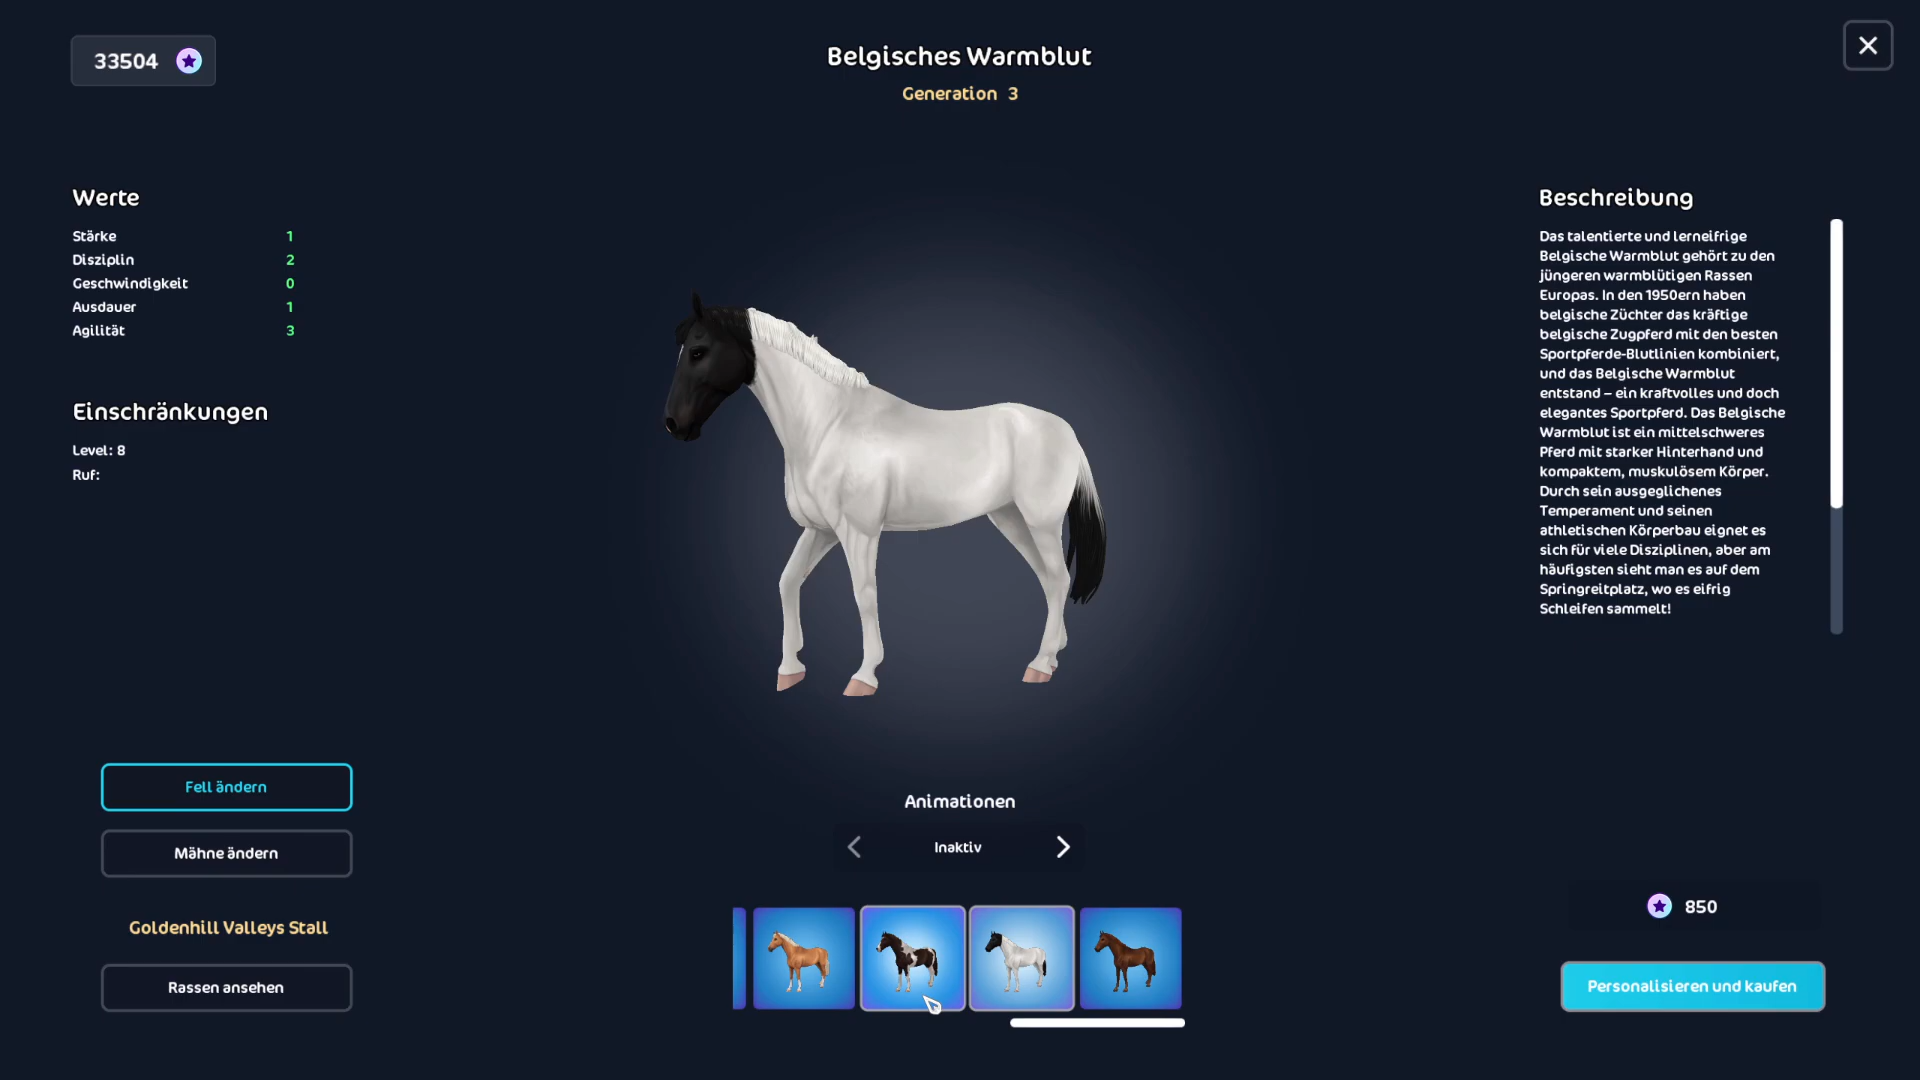 33504
Belgisches Warmblut
Generation 3
Werte
Stärke 1
Disziplin 2
Geschwindigkeit 0
Ausdauer 1
Agilität 3
Einschränkungen
Level: 8
Ruf:
Beschreibung
Das talentierte und lerneifrige
Belgische Warmblut gehört zu den
jüngeren warmblütigen Rassen
Europas. In den 1950ern haben
belgische Züchter das kräftige
belgische Zugpferd mit den besten
Sportpferde-Blutlinien kombiniert,
und das Belgische Warmblut
entstand – ein kraftvolles und doch
elegantes Sportpferd. Das Belgische
Warmblut ist ein mittelschweres
Pferd mit starker Hinterhand und
kompaktem, muskulösem Körper.
Durch sein ausgeglichenes
Temperament und seinen
athletischen Körperbau eignet es
sich für viele Disziplinen, aber am
häufigsten sieht man es auf dem
Springreitplatz, wo es eifrig
Schleifen sammelt!
Fell ändern
Mähne ändern
Goldenhill Valleys Stall
Rassen ansehen
Animationen
Inaktiv
850
Personalisieren und kaufen